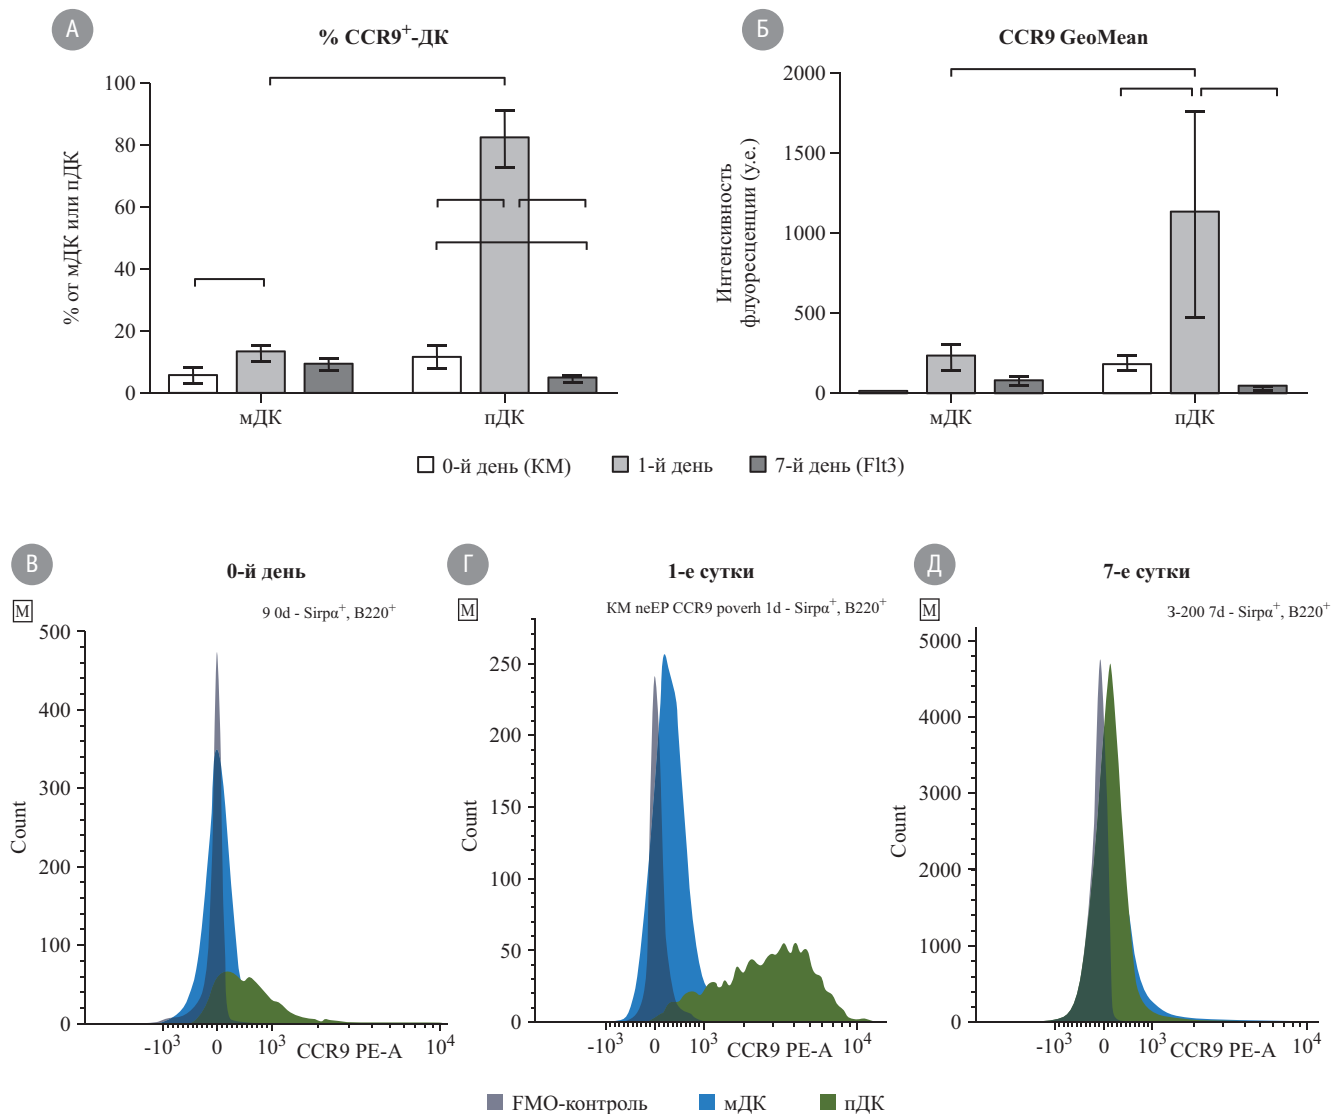 А
% CCR9⁺-ДК
% от мДК или пДК
100
80
60
40
20
0
мДК
пДК
Б
CCR9 GeoMean
Интенсивность
флуоресценции (у.е.)
2000
1500
1000
500
0
мДК
пДК
0-й день (КМ)
1-й день
7-й день (Flt3)
В
0-й день
М
9 0d - Sirpα⁺, B220⁺
Count
500
400
300
200
100
0
-10³
0
10³
CCR9 PE-A
10⁴
Г
1-е сутки
М
KM neEP CCR9 poverh 1d - Sirpα⁺, B220⁺
Count
250
200
150
100
50
0
-10³
0
10³
CCR9 PE-A
10⁴
Д
7-е сутки
М
3-200 7d - Sirpα⁺, B220⁺
Count
5000
4000
3000
2000
1000
0
-10³
0
10³
CCR9 PE-A
10⁴
FMO-контроль
мДК
пДК